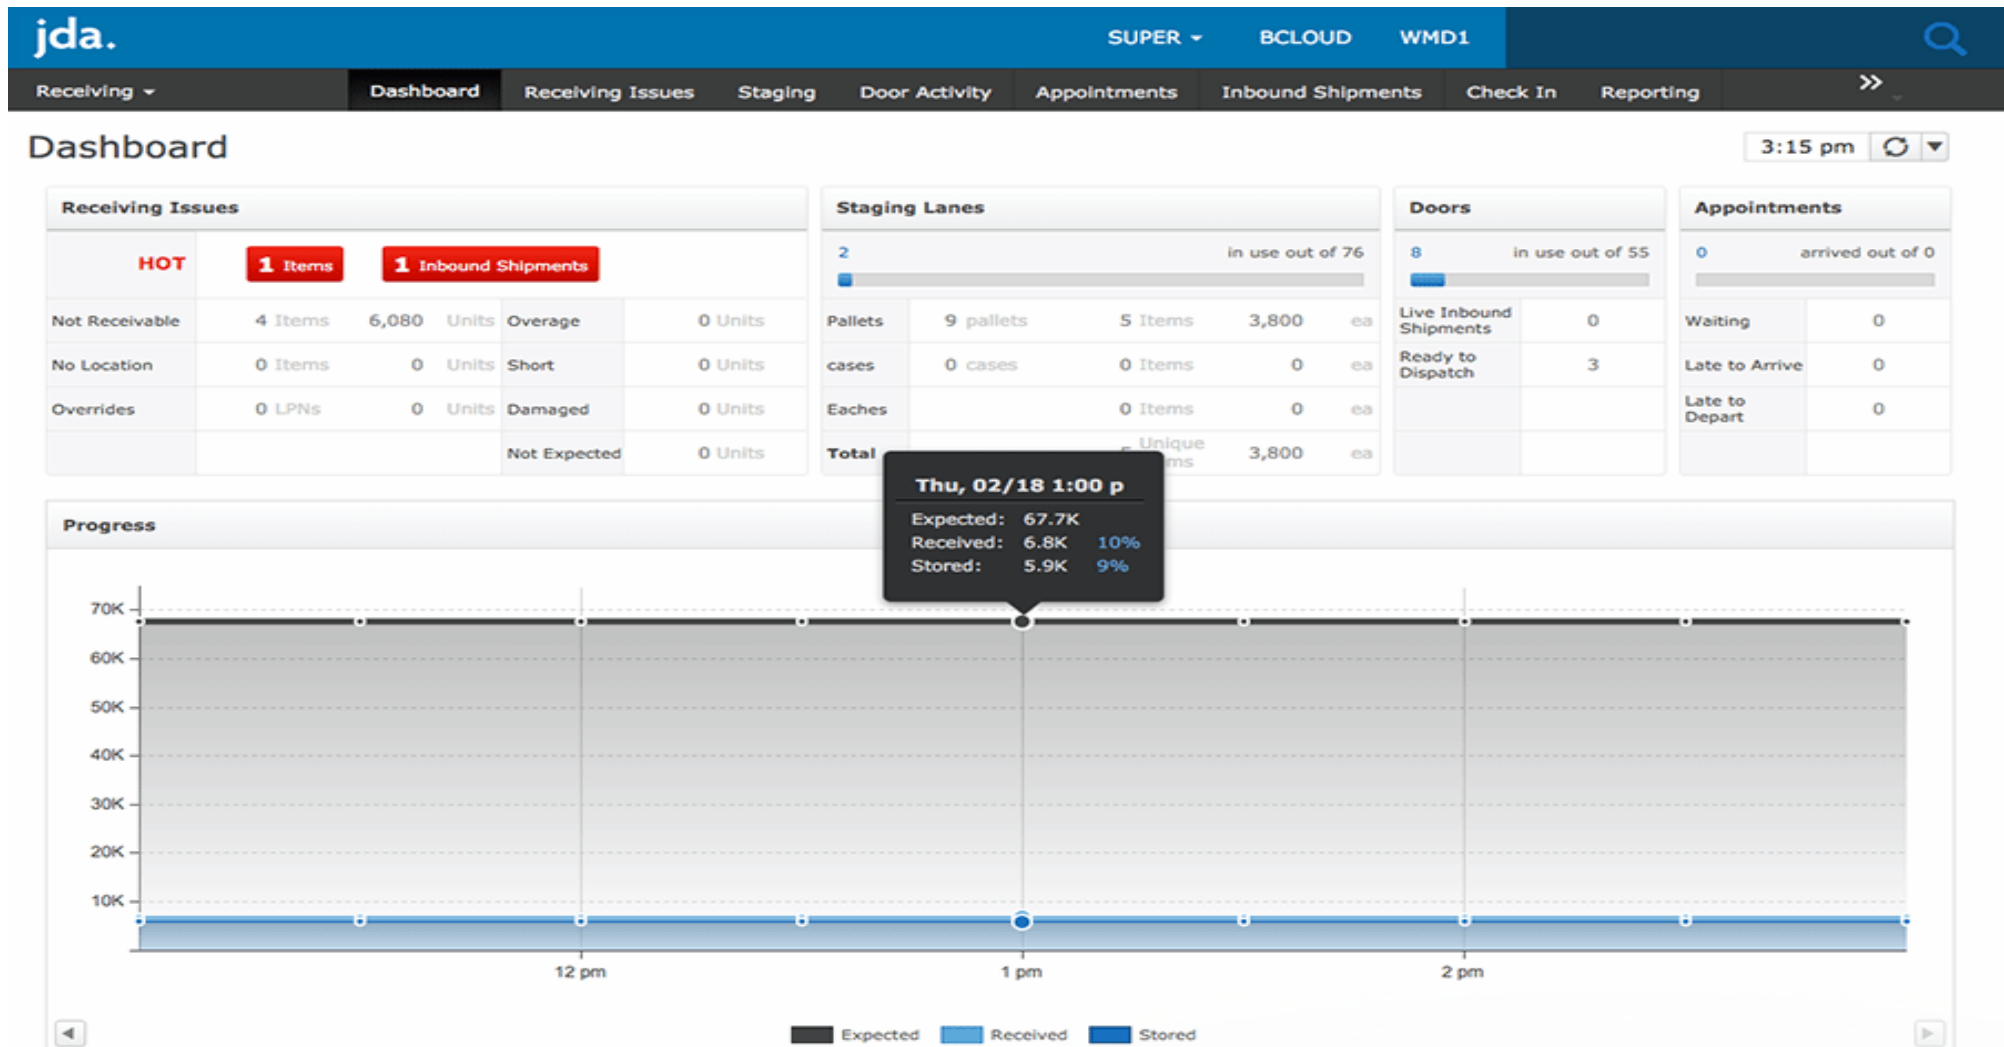 jda.
SUPER BCLOUD WMD1
Receiving Dashboard Receiving Issues Staging Door Activity Appointments Inbound Shipments Check In Reporting »
Dashboard
3:15 pm
Receiving Issues
HOT 1 Items 1 Inbound Shipments
Not Receivable 4 Items 6,080 Units Overage 0 Units
No Location 0 Items 0 Units Short 0 Units
Overrides 0 LPNs 0 Units Damaged 0 Units
Not Expected 0 Units
Staging Lanes
2 in use out of 76
Pallets 9 pallets 5 Items 3,800 ea
cases 0 cases 0 Items 0 ea
Eaches 0 Items 0 ea
Total Unique 3,800 ea
Doors
8 in use out of 55
Live Inbound
Shipments 0
Ready to
Dispatch 3
Appointments
0 arrived out of 0
Waiting 0
Late to Arrive 0
Late to
Depart 0
Progress
Thu, 02/18 1:00 p
Expected: 67.7K
Received: 6.8K 10%
Stored: 5.9K 9%
70K
60K
50K
40K
30K
20K
10K
12 pm 1 pm 2 pm
Expected Received Stored